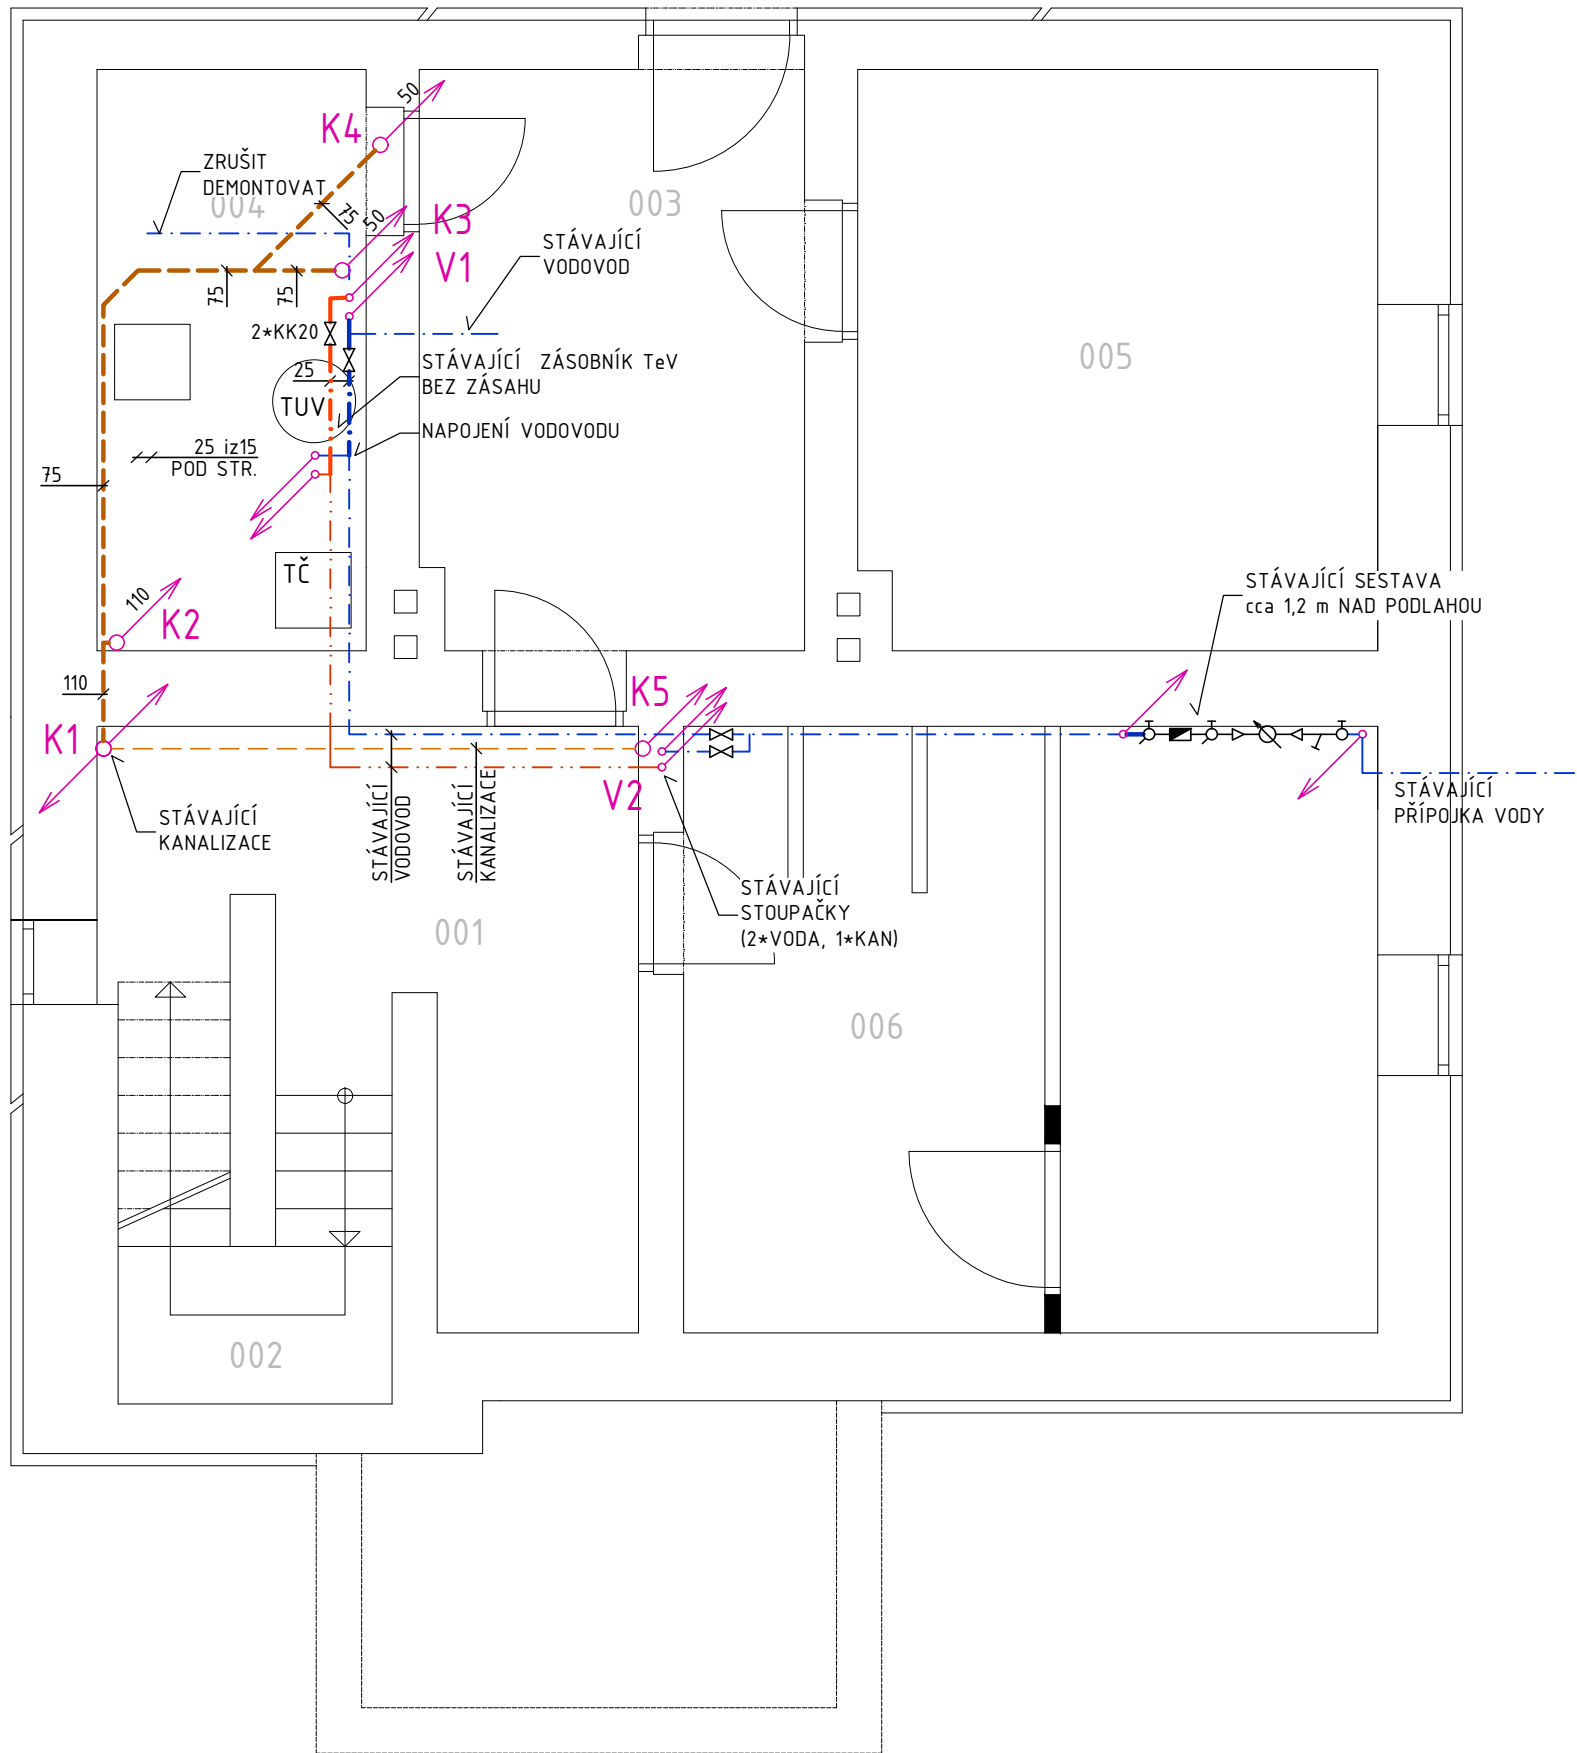 50
K4
ZRUŠIT
DEMONTOVAT
004
003
75
50
K3
V1
STÁVAJÍCÍ
VODOVOD
75
75
2*KK20
STÁVAJÍCÍ ZÁSOBNÍK TeV
BEZ ZÁSAHU
005
25
TUV
NAPOJENÍ VODOVODU
25 iz15
POD STR.
75
TČ
110
K2
STÁVAJÍCÍ SESTAVA
cca 1,2 m NAD PODLAHOU
110
K5
K1
V2
STÁVAJÍCÍ
KANALIZACE
STÁVAJÍCÍ
VODOVOD
STÁVAJÍCÍ
KANALIZACE
STÁVAJÍCÍ
PŘÍPOJKA VODY
STÁVAJÍCÍ
STOUPAČKY
(2*VODA, 1*KAN)
001
006
002